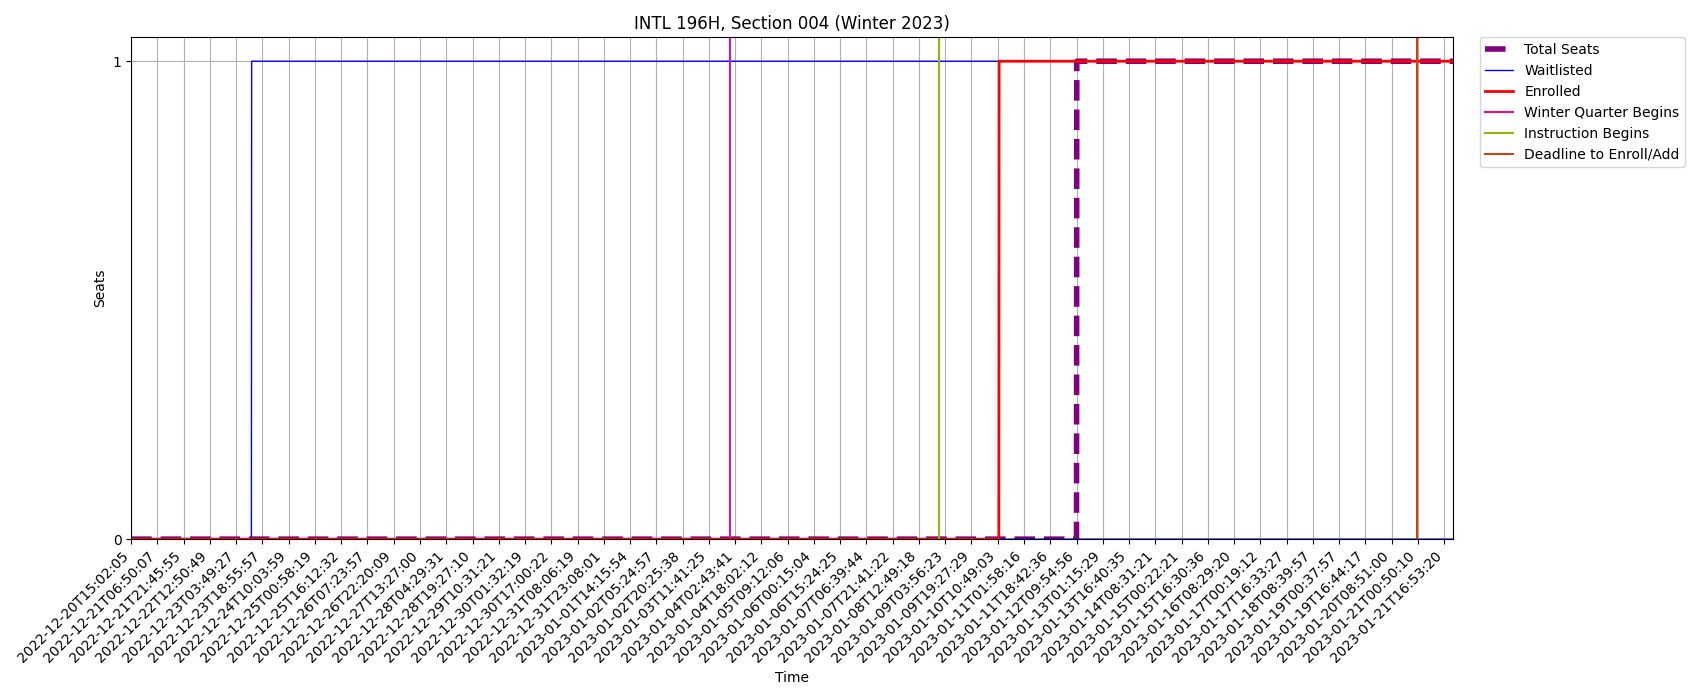 INTL 196H, Section 004 (Winter 2023)
Total Seats
Waitlisted
Enrolled
Winter Quarter Begins
Instruction Begins
Deadline to Enroll/Add
Seats
1
0
2022-12-20T15:02:05
2022-12-21T06:50:07
2022-12-21T21:45:55
2022-12-22T12:50:49
2022-12-23T03:49:27
2022-12-23T18:55:57
2022-12-24T10:03:59
2022-12-25T00:58:19
2022-12-25T16:12:32
2022-12-26T07:23:57
2022-12-26T22:20:09
2022-12-27T13:27:00
2022-12-28T04:29:31
2022-12-28T19:27:10
2022-12-29T10:31:21
2022-12-30T01:32:19
2022-12-30T17:00:22
2022-12-31T08:06:19
2022-12-31T23:08:01
2023-01-01T14:15:54
2023-01-02T05:24:57
2023-01-02T20:25:38
2023-01-03T11:41:25
2023-01-04T02:43:41
2023-01-04T18:02:12
2023-01-05T09:12:06
2023-01-06T00:15:04
2023-01-06T15:24:25
2023-01-07T06:39:44
2023-01-07T21:41:22
2023-01-08T12:49:18
2023-01-09T03:56:23
2023-01-09T19:27:29
2023-01-10T10:49:03
2023-01-11T01:58:16
2023-01-11T18:42:36
2023-01-12T09:54:56
2023-01-13T01:15:29
2023-01-13T16:40:35
2023-01-14T08:31:21
2023-01-15T00:22:21
2023-01-15T16:30:36
2023-01-16T08:29:20
2023-01-17T00:19:12
2023-01-17T16:33:27
2023-01-18T08:39:57
2023-01-19T00:37:57
2023-01-19T16:44:17
2023-01-20T08:51:00
2023-01-21T00:50:10
2023-01-21T16:53:20
Time